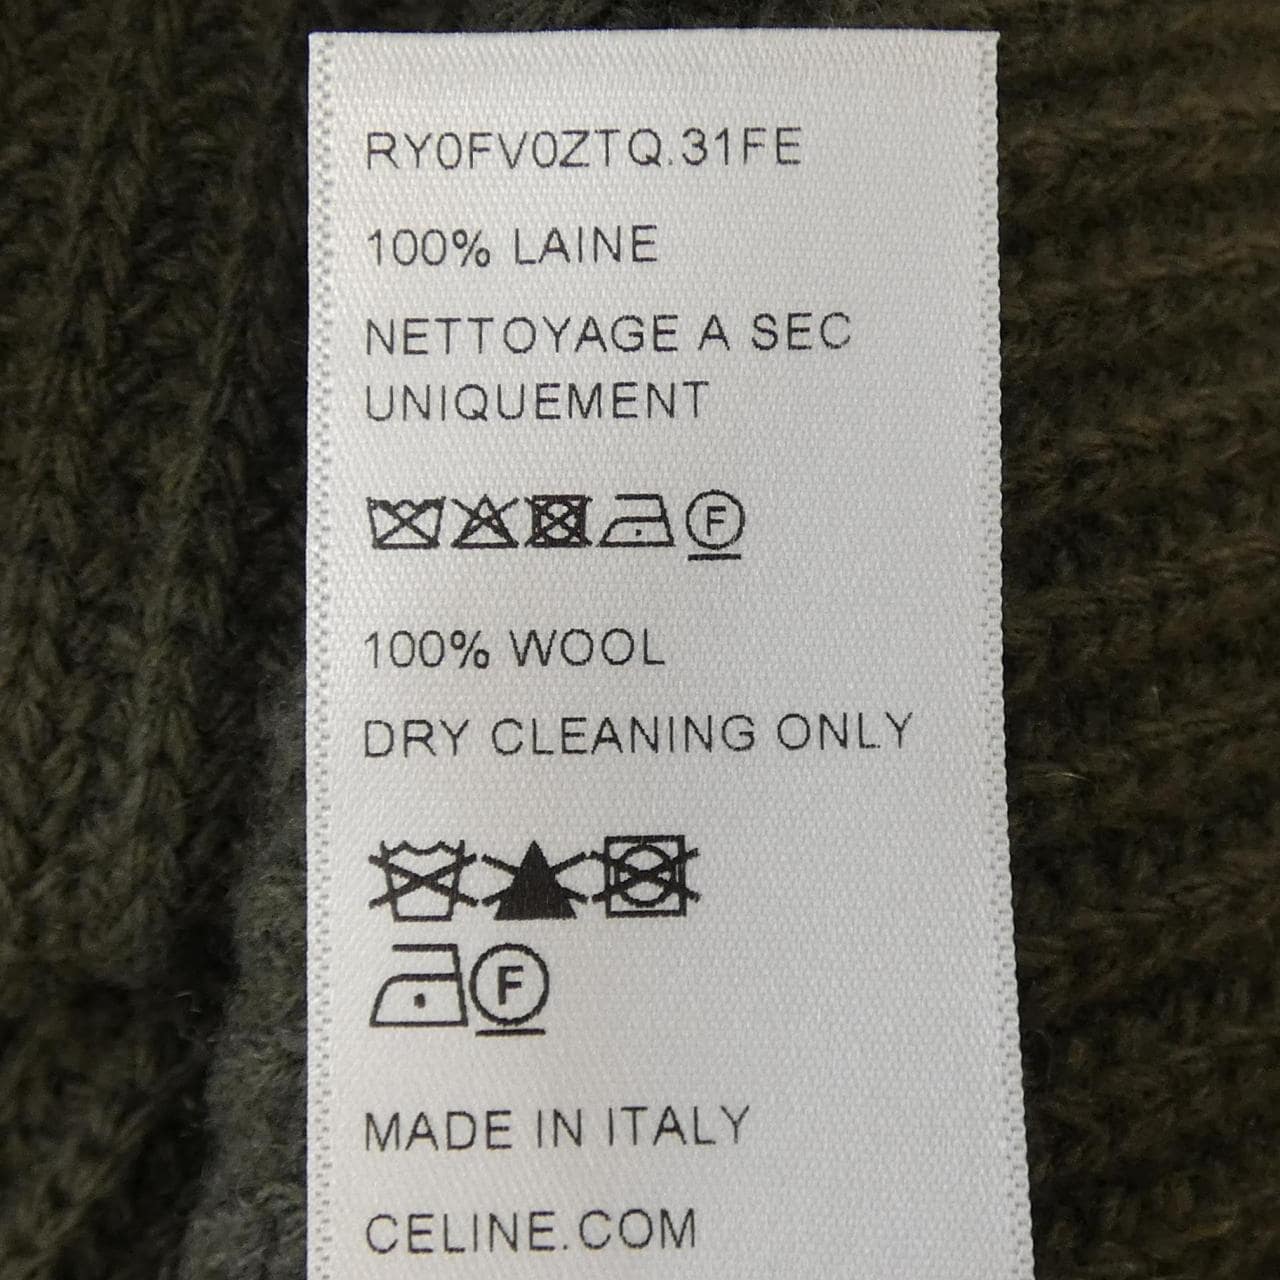 RY0FV0ZTQ.31FE
100% LAINE
NETTOYAGE A SEC
UNIQUEMENT
F
100% WOOL
DRY CLEANING ONLY
F
MADE IN ITALY
CELINE.COM